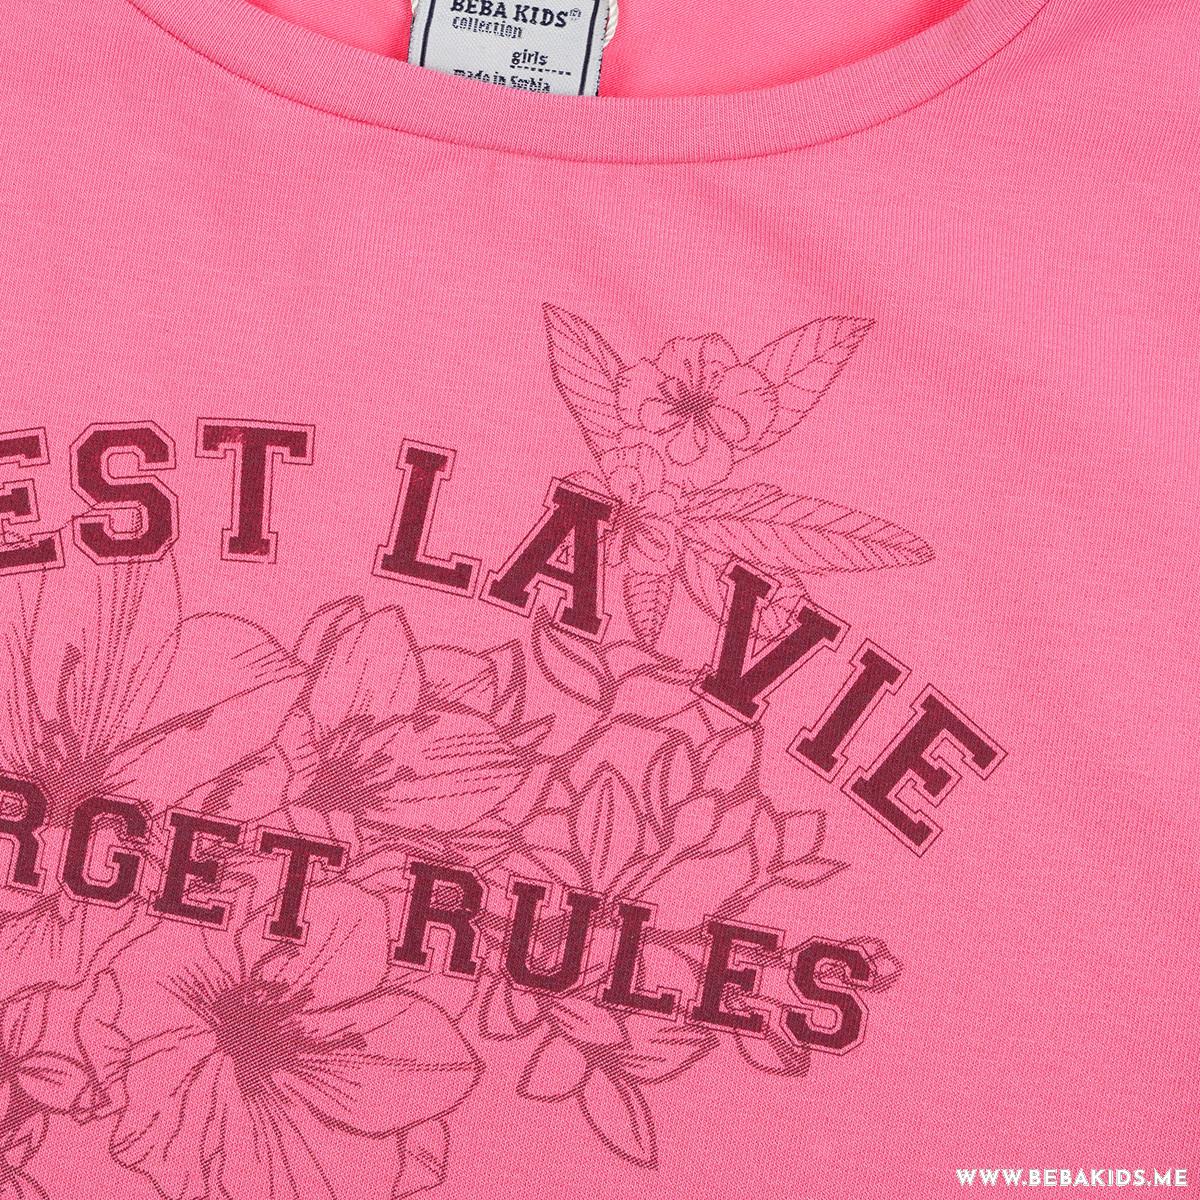 BEBA KIDS®
collection
girls
made in Serbia
EST LA VIE
RGET RULES
WWW.BEBAKIDS.ME